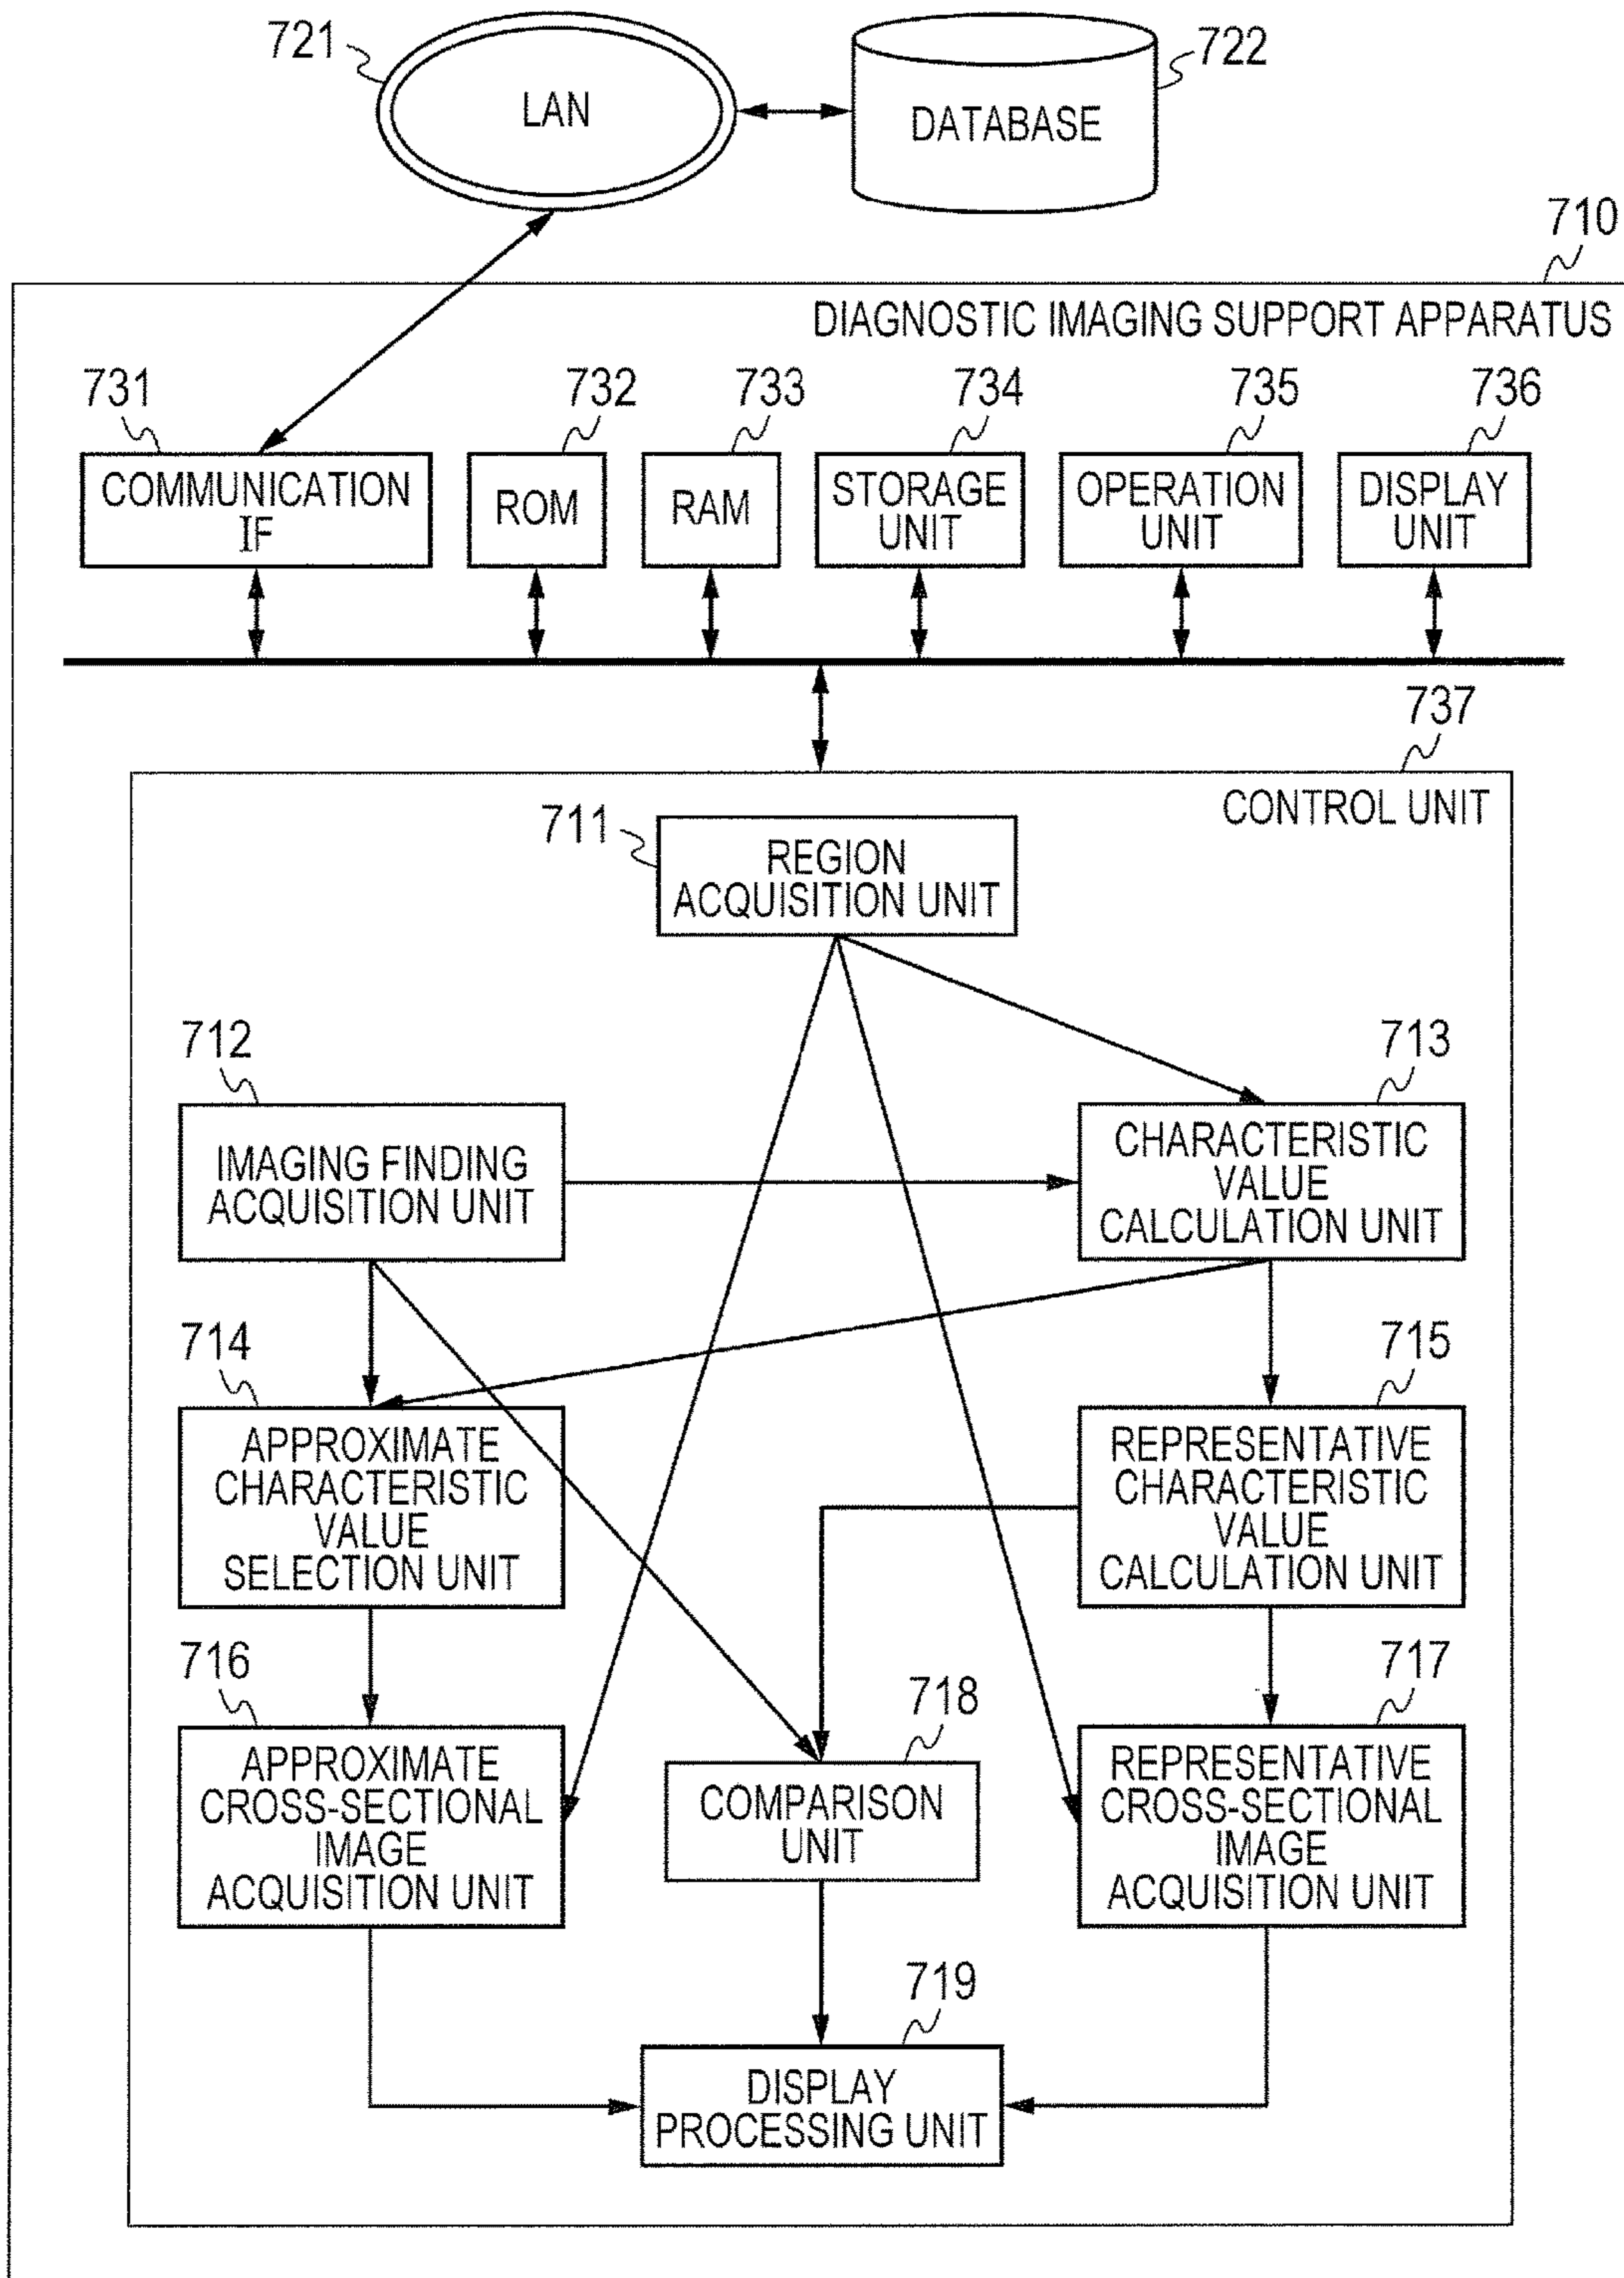 721
LAN
DATABASE
722
710
DIAGNOSTIC IMAGING SUPPORT APPARATUS
731
732
733
734
735
736
COMMUNICATION
IF
ROM
RAM
STORAGE
UNIT
OPERATION
UNIT
DISPLAY
UNIT
737
CONTROL UNIT
711
REGION
ACQUISITION UNIT
712
713
IMAGING FINDING
ACQUISITION UNIT
CHARACTERISTIC
VALUE
CALCULATION UNIT
714
715
APPROXIMATE
CHARACTERISTIC
VALUE
SELECTION UNIT
REPRESENTATIVE
CHARACTERISTIC
VALUE
CALCULATION UNIT
716
718
717
APPROXIMATE
CROSS-SECTIONAL
IMAGE
ACQUISITION UNIT
COMPARISON
UNIT
REPRESENTATIVE
CROSS-SECTIONAL
IMAGE
ACQUISITION UNIT
719
DISPLAY
PROCESSING UNIT